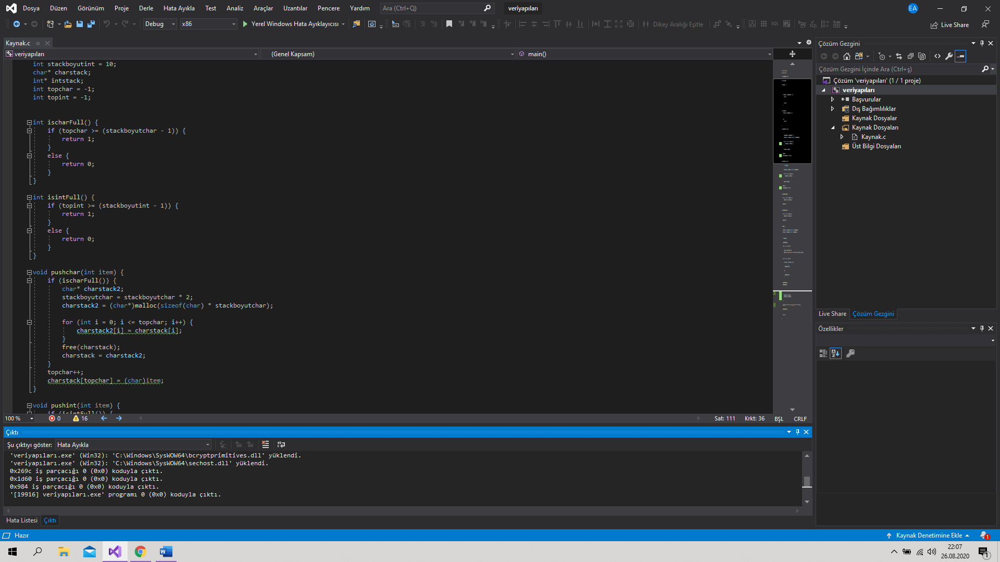 Dosya Düzen Görünüm Proje Derle Hata Ayıkla Test Analiz Araçlar Uzantılar Pencere Yardım Ara (Ctrl+Q) veriyapıları EA
Debug x86 Yerel Windows Hata Ayıklayıcısı Dikey Aralığı Eşitle Live Share
Kaynak.c
veriyapıları (Genel Kapsam) main()
int stackboyutint = 10;
char* charstack;
int* intstack;
int topchar = -1;
int topint = -1;
int ischarFull() {
if (topchar >= (stackboyutchar - 1)) {
return 1;
}
else {
return 0;
}
}
int isintFull() {
if (topint >= (stackboyutint - 1)) {
return 1;
}
else {
return 0;
}
}
void pushchar(int item) {
if (ischarFull()) {
char* charstack2;
stackboyutchar = stackboyutchar * 2;
charstack2 = (char*)malloc(sizeof(char) * stackboyutchar);
for (int i = 0; i <= topchar; i++) {
charstack2[i] = charstack[i];
}
free(charstack);
charstack = charstack2;
}
topchar++;
charstack[topchar] = (char)item;
}
void pushint(int item) {
if (isintFull()) {
100 % 0 16 Sat: 111 Krkt: 36 BŞL CRLF
Çıktı
Şu çıktıyı göster: Hata Ayıkla
'veriyapıları.exe' (Win32): 'C:\Windows\SysWOW64\bcryptprimitives.dll' yüklendi.
'veriyapıları.exe' (Win32): 'C:\Windows\SysWOW64\sechost.dll' yüklendi.
0x269c iş parçacığı 0 (0x0) koduyla çıktı.
0x1d60 iş parçacığı 0 (0x0) koduyla çıktı.
0x984 iş parçacığı 0 (0x0) koduyla çıktı.
'[19916] veriyapıları.exe' programı 0 (0x0) koduyla çıktı.
Hata Listesi Çıktı
Çözüm Gezgini
Çözüm Gezgini İçinde Ara (Ctrl+ş)
Çözüm 'veriyapıları' (1 / 1 proje)
veriyapıları
Başvurular
Dış Bağımlılıklar
Kaynak Dosyalar
Kaynak Dosyaları
Kaynak.c
Üst Bilgi Dosyaları
Live Share Çözüm Gezgini
Özellikler
Hazır Kaynak Denetimine Ekle 1
22:07
26.08.2020 1